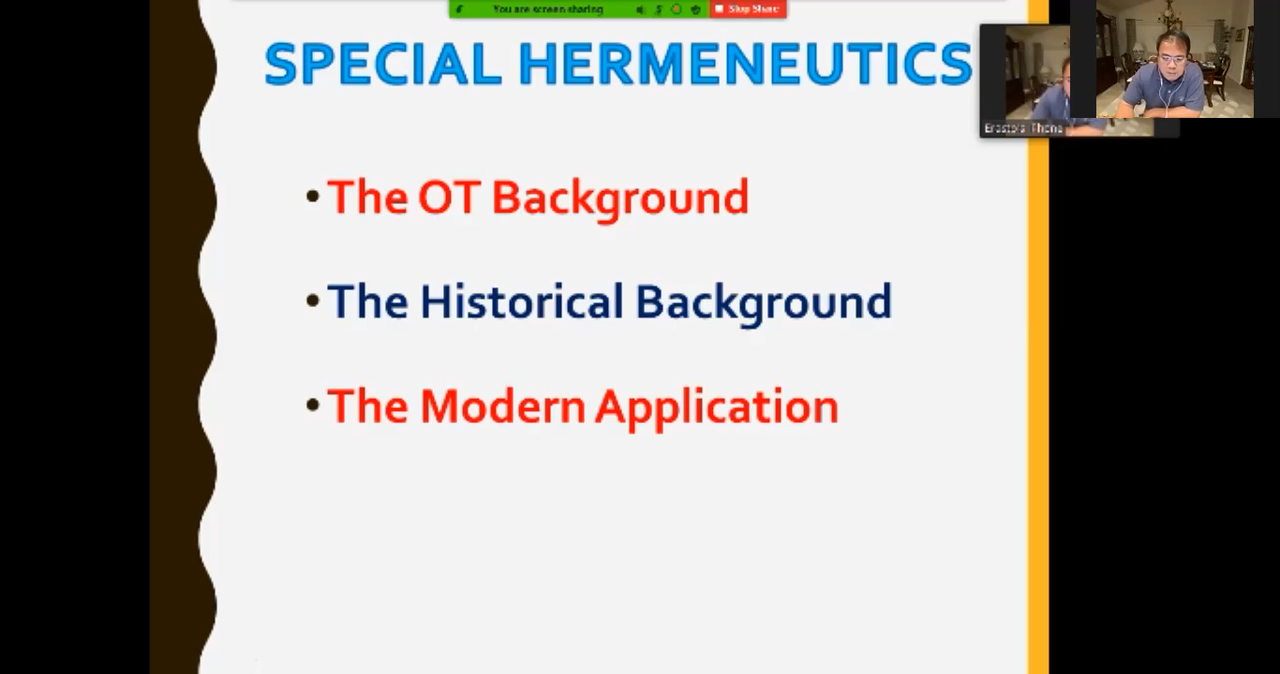 You are screen sharing
Stop Share
SPECIAL HERMENEUTICS
• The OT Background
• The Historical Background
• The Modern Application